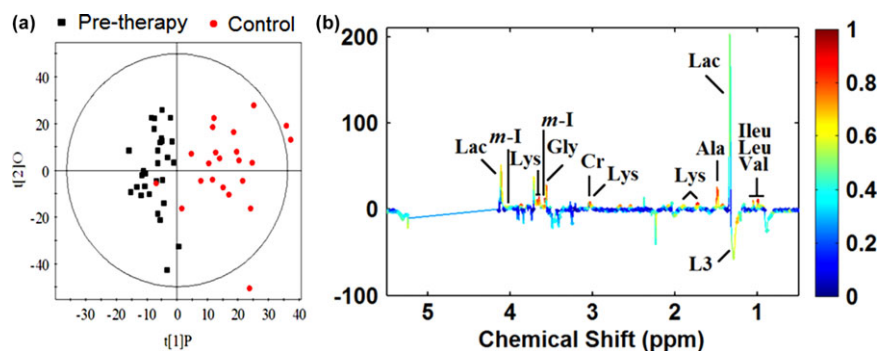 (a) ■ Pre-therapy ● Control
60
40
20
0
-20
-40
t[2]O
-30 -20 -10 0 10 20 30 40
t[1]P
(b)
200
100
0
-100
Lac
m-I
Lys
m-I
Gly
Cr
Lys
Lys
Ala
Lac
Ileu
Leu
Val
L3
5 4 3 2 1
Chemical Shift (ppm)
1
0.8
0.6
0.4
0.2
0